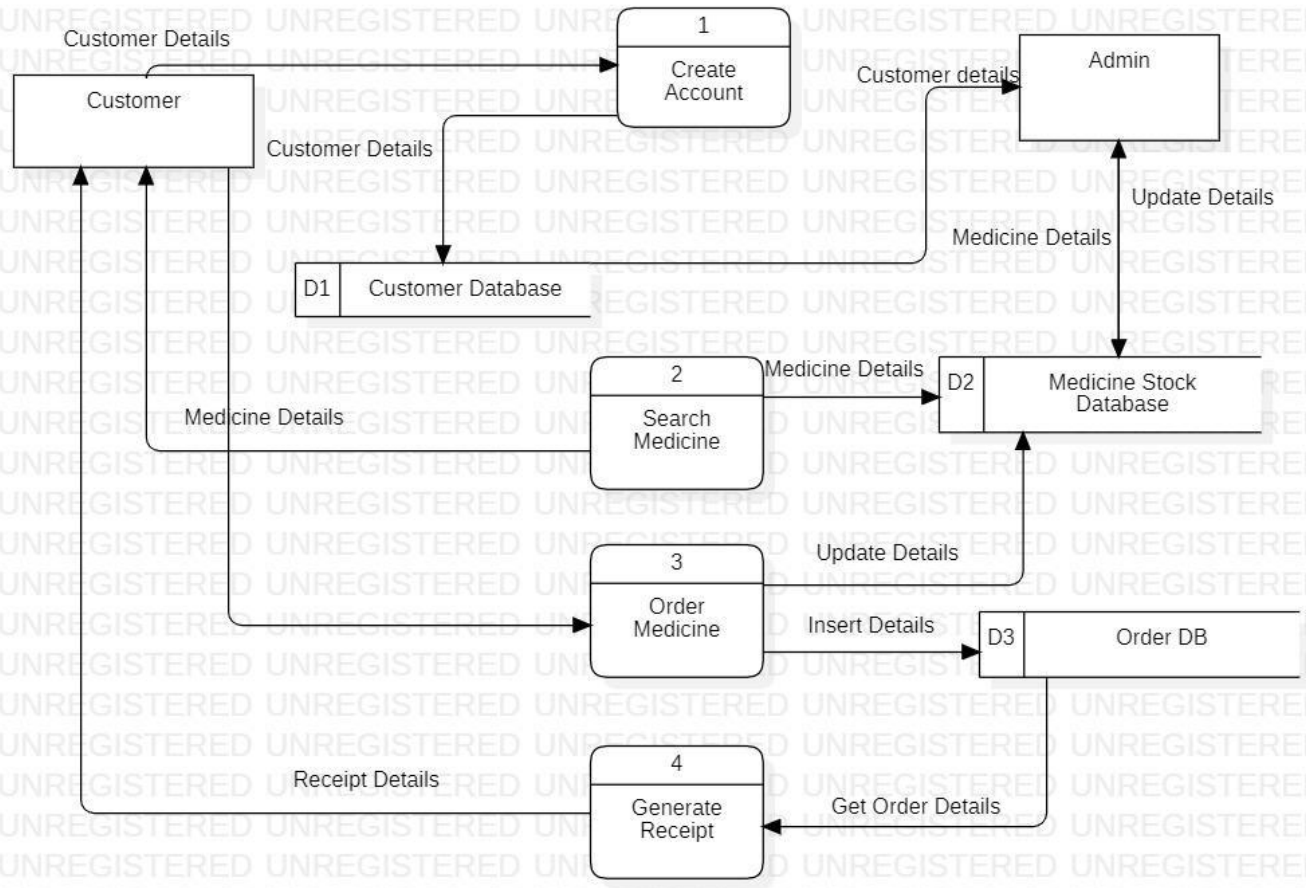 UNREGISTERED
1
Customer Details
Create
Account
Admin
Customer details
Customer
Customer Details
Update Details
Medicine Details
D1
Customer Database
2
Medicine Details
D2
Medicine Stock
Database
Search
Medicine
Medicine Details
3
Update Details
Order
Medicine
Insert Details
D3
Order DB
4
Receipt Details
Generate
Receipt
Get Order Details